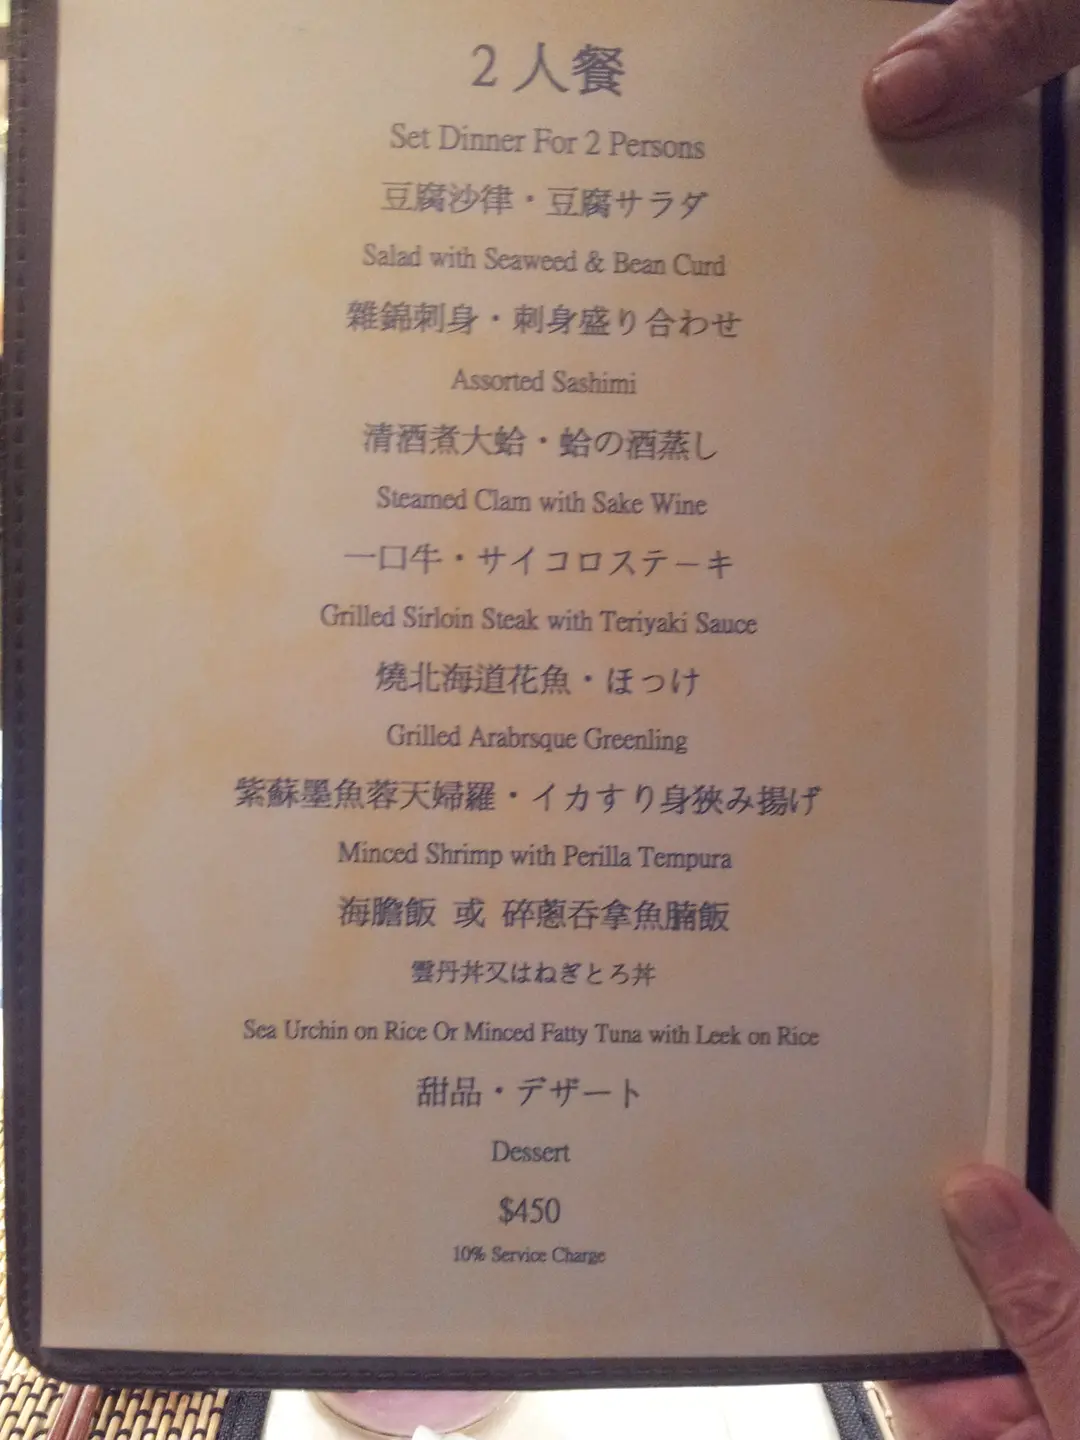 2 人餐
Set Dinner For 2 Persons
豆腐沙律・豆腐サラダ
Salad with Seaweed & Bean Curd
雜錦刺身・刺身盛り合わせ
Assorted Sashimi
清酒煮大蛤・蛤の酒蒸し
Steamed Clam with Sake Wine
一口牛・サイコロステーキ
Grilled Sirloin Steak with Teriyaki Sauce
燒北海道花魚・ほっけ
Grilled Arabrsque Greenling
紫蘇墨魚蓉天婦羅・イカすり身狹み揚げ
Minced Shrimp with Perilla Tempura
海膽飯 或 碎蔥吞拿魚腩飯
雲丹丼又はねぎとろ丼
Sea Urchin on Rice Or Minced Fatty Tuna with Leek on Rice
甜品・デザート
Dessert
$450
10% Service Charge